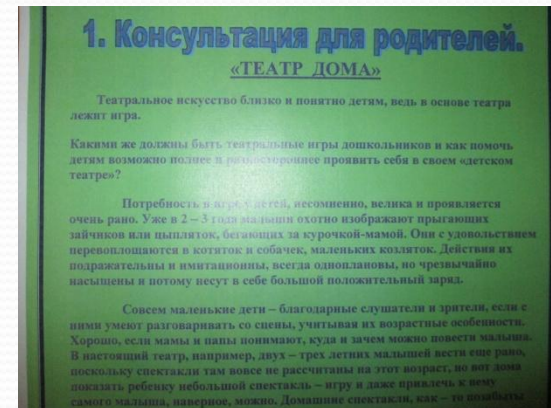 1. Консультация для родителей.
«ТЕАТР ДОМА»
Театральное искусство близко и понятно детям, ведь в основе театра
лежит игра.
Какими же должны быть театральные игры дошкольников и как помочь
детям возможно полнее и разностороннее проявить себя в своем «детском
театре»?
Потребность в игре у детей, несомненно, велика и проявляется
очень рано. Уже в 2 – 3 года малыши охотно изображают прыгающих
зайчиков или цыпляток, бегающих за курочкой-мамой. Они с удовольствием
перевоплощаются в котяток и собачек, маленьких козляток. Действия их
подражательны и имитационны, всегда одноплановы, но чрезвычайно
насыщены и потому несут в себе большой положительный заряд.
Совсем маленькие дети – благодарные слушатели и зрители, если с
ними умеют разговаривать со сцены, учитывая их возрастные особенности.
Хорошо, если мамы и папы понимают, куда и зачем можно повести малыша.
В настоящий театр, например, двух – трех летних малышей вести еще рано,
поскольку спектакли там вовсе не рассчитаны на этот возраст, но вот дома
показать ребенку небольшой спектакль – игру и даже привлечь к нему
самого малыша, наверное, можно. Домашние спектакли, как – то позабыты